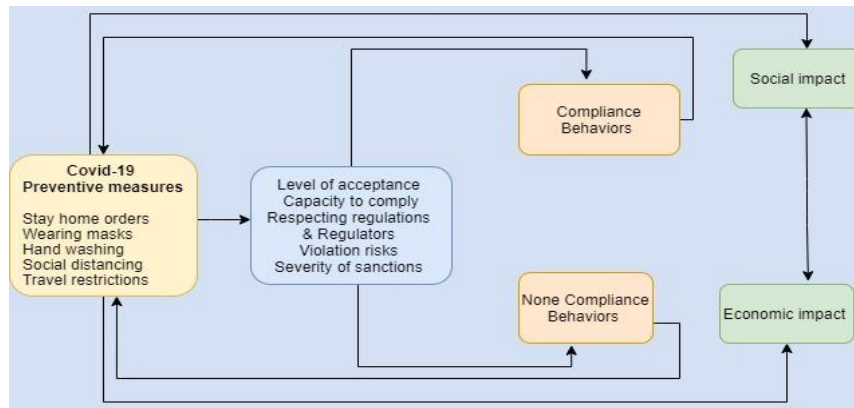 Covid-19
Preventive measures
Stay home orders
Wearing masks
Hand washing
Social distancing
Travel restrictions
Level of acceptance
Capacity to comply
Respecting regulations
& Regulators
Violation risks
Severity of sanctions
Compliance
Behaviors
None Compliance
Behaviors
Social impact
Economic impact